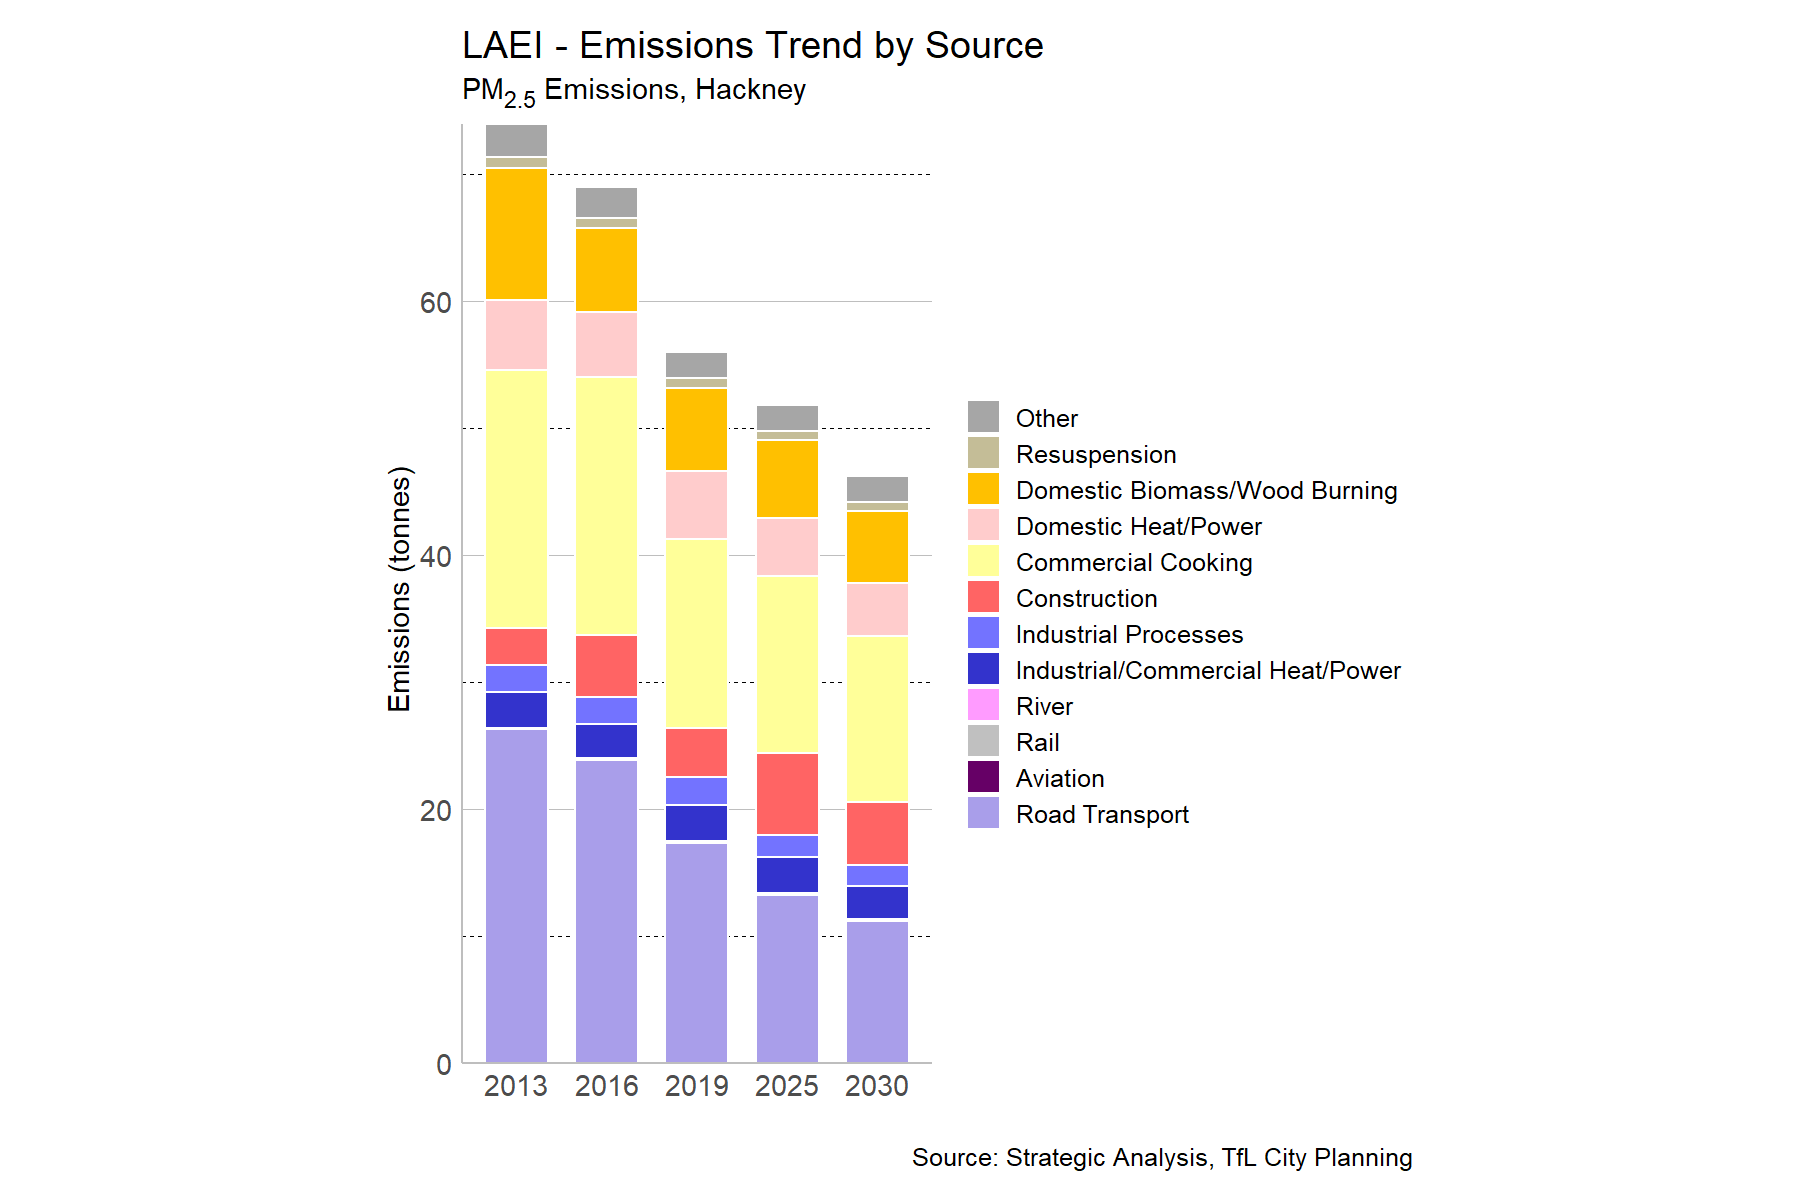 LAEI - Emissions Trend by Source
PM2.5 Emissions, Hackney
Emissions (tonnes)
60
40
20
0
2013 2016 2019 2025 2030
Other
Resuspension
Domestic Biomass/Wood Burning
Domestic Heat/Power
Commercial Cooking
Construction
Industrial Processes
Industrial/Commercial Heat/Power
River
Rail
Aviation
Road Transport
Source: Strategic Analysis, TfL City Planning